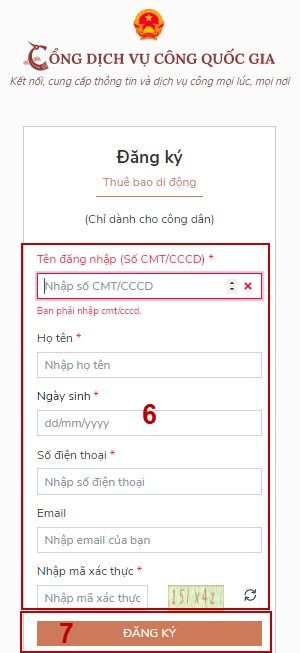 CỔNG DỊCH VỤ CÔNG QUỐC GIA
Kết nối, cung cấp thông tin và dịch vụ công mọi lúc, mọi nơi
Đăng ký
Thuê bao di động
(Chỉ dành cho công dân)
Tên đăng nhập (Số CMT/CCCD) *
Nhập số CMT/CCCD
Bạn phải nhập cmt/cccd.
Họ tên *
Nhập họ tên
Ngày sinh *
dd/mm/yyyy
6
Số điện thoại *
Nhập số điện thoại
Email
Nhập email của bạn
Nhập mã xác thực *
Nhập mã xác thực
7
ĐĂNG KÝ